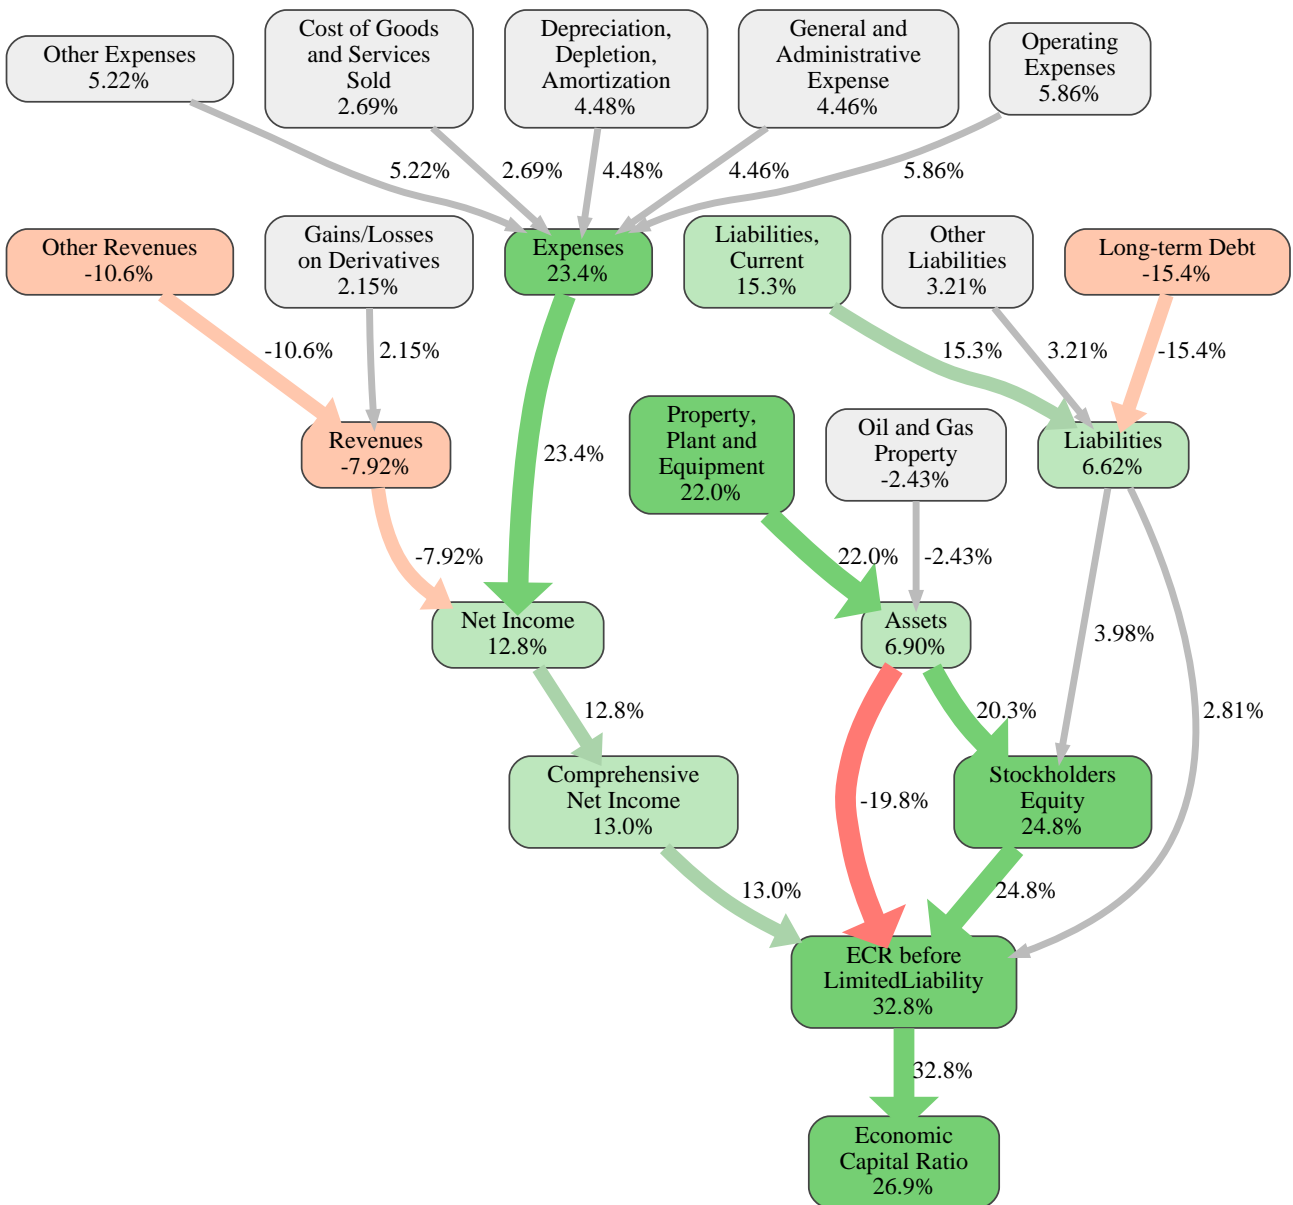 Other Expenses
5.22%
Cost of Goods
and Services
Sold
2.69%
Depreciation,
Depletion,
Amortization
4.48%
General and
Administrative
Expense
4.46%
Operating
Expenses
5.86%
5.22%
2.69%
4.48%
4.46%
5.86%
Other Revenues
-10.6%
Gains/Losses
on Derivatives
2.15%
Expenses
23.4%
Liabilities,
Current
15.3%
Other
Liabilities
3.21%
Long-term Debt
-15.4%
-10.6%
2.15%
15.3%
3.21%
-15.4%
23.4%
Revenues
-7.92%
Property,
Plant and
Equipment
22.0%
Oil and Gas
Property
-2.43%
Liabilities
6.62%
-7.92%
22.0%
-2.43%
3.98%
2.81%
Net Income
12.8%
Assets
6.90%
12.8%
20.3%
-19.8%
Comprehensive
Net Income
13.0%
Stockholders
Equity
24.8%
13.0%
24.8%
ECR before
LimitedLiability
32.8%
32.8%
Economic
Capital Ratio
26.9%